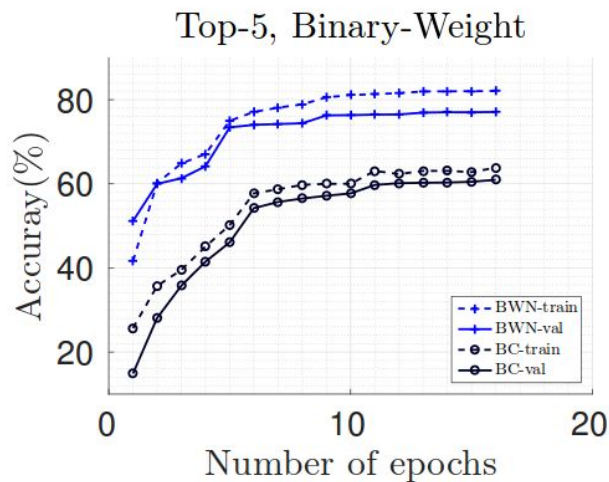 Top-5, Binary-Weight
Accuray(%)
80
60
40
20
BWN-train
BWN-val
BC-train
BC-val
0
10
20
Number of epochs